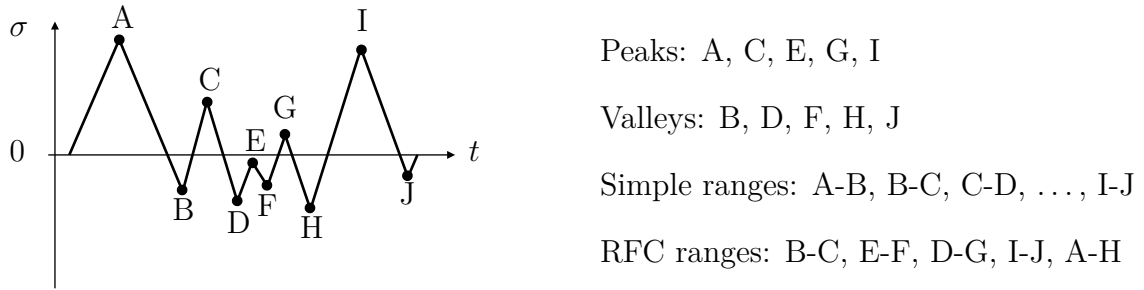 σ
A
I
C
G
E
0
t
B
D
F
H
J
Peaks: A, C, E, G, I
Valleys: B, D, F, H, J
Simple ranges: A-B, B-C, C-D, ..., I-J
RFC ranges: B-C, E-F, D-G, I-J, A-H